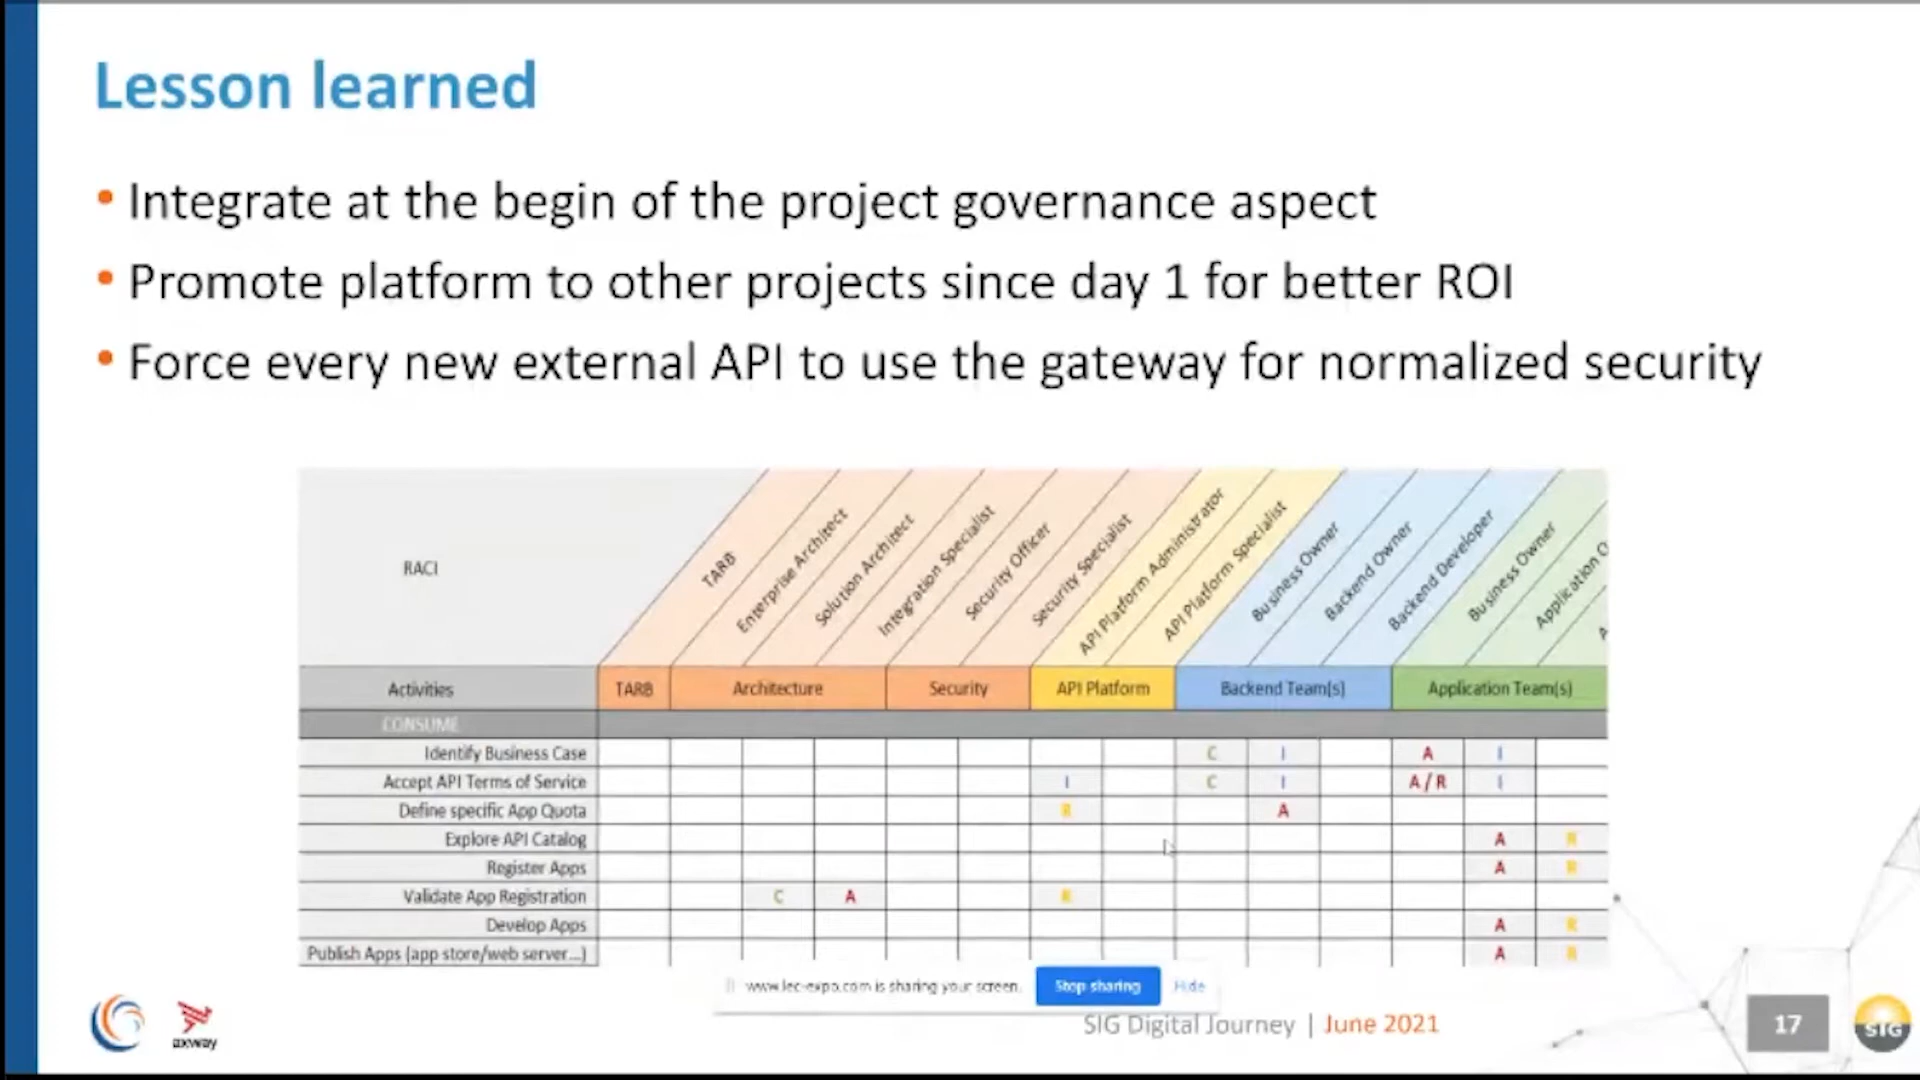 Lesson learned
• Integrate at the begin of the project governance aspect
• Promote platform to other projects since day 1 for better ROI
• Force every new external API to use the gateway for normalized security
RACI
TARB
Enterprise Architect
Solution Architect
Integration Specialist
Security Officer
Security Specialist
API Platform Administrator
API Platform Specialist
Business Owner
Backend Owner
Backend Developer
Business Owner
Application O
A
Activities TARB Architecture Security API Platform Backend Team(s) Application Team(s)
CONSUME
Identify Business Case C I A I
Accept API Terms of Service I C I A / R I
Define specific App Quota R A
Explore API Catalog A R
Register Apps A R
Validate App Registration C A R
Develop Apps A R
Publish Apps (app store/web server...) A R
www.lec-expo.com is sharing your screen. Stop sharing Hide
axway
SIG Digital Journey | June 2021
17
SIG